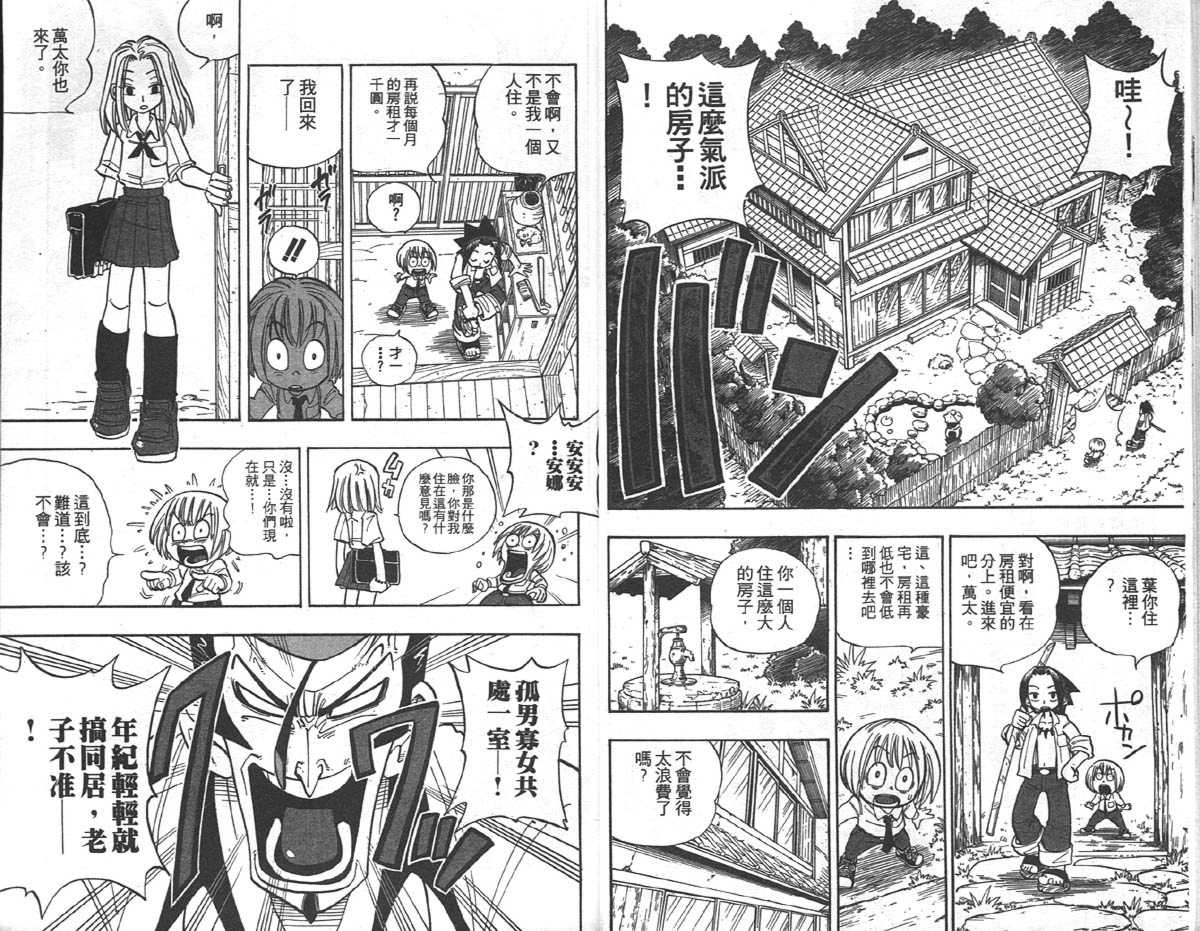 哇~!
這麼氣派
的房子…
!
葉你住
這裡…
?
對啊,看在
房租便宜的
分上。進來
吧,萬太。
ポカン
這、這種豪
宅,房租再
低也不會低
到哪裡去吧
…
你一個人
住這麼大
的房子,
不會覺得
太浪費了
嗎?
不會啊,又
不是我一個
人住。
再說每個月
的房租才一
千圓。
啊?
才一
…?
我回來
了——
ガラ
ガラ
!!
啊,
萬太你也
來了。
安安安
…安娜
?
你那是什麼
臉,你對我
住在這有什
麼意見嗎?
沒…沒有啦,
只是…你們現
在就…!
這到底…?
難道…?該
不會…?
孤男寡女共
處一室—!
年紀輕輕就
搞同居,老
子不准——
!